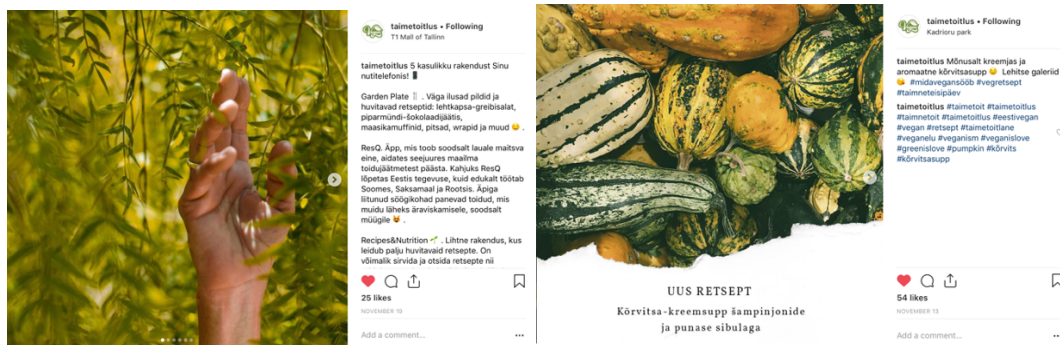 taimetoitlus • Following
T1 Mall of Tallinn
taimetoitlus 5 kasulikku rakendust Sinu
nutitelefonis!
Garden Plate 🍴 . Väga ilusad pildid ja
huvitavad retseptid: lehtkapsa-greibisalat,
piparmündi-šokolaadijäätis,
maasikamuffinid, pitsad, wrapid ja muud 😋 .
ResQ. Äpp, mis toob soodsalt lauale maitsva
eine, aidates seejuures maailma
toidujäätmetest päästa. Kahjuks ResQ
lõpetas Eestis tegevuse, kuid edukalt töötab
Soomes, Saksamaal ja Rootsis. Äpiga
liitunud söögikohad panevad toidud, mis
muidu läheks äraviskamisele, soodsalt
müügile 😺 .
Recipes&Nutrition 🌱 . Lihtne rakendus, kus
leidub palju huvitavaid retsepte. On
võimalik sirvida ja otsida retsepte nii
25 likes
NOVEMBER 19
Add a comment...
UUS RETSEPT
Kõrvitsa-kreemsupp šampinjonide
ja punase sibulaga
taimetoitlus • Following
Kadrioru park
taimetoitlus Mõnusalt kreemjas ja
aromaatne kõrvitsasupp 😋 Lehitse galeriid
😘 #midavegansööb #vegretsept
#taimneteisipäev
taimetoitlus #taimetoit #taimetoitlus
#taimnetoit #taimetoitlus #eestivegan
#vegan #retsept #taimetoitlane
#veganelu #veganism #veganislove
#greenislove #pumpkin #kõrvits
#kõrvitsasupp
54 likes
NOVEMBER 13
Add a comment...